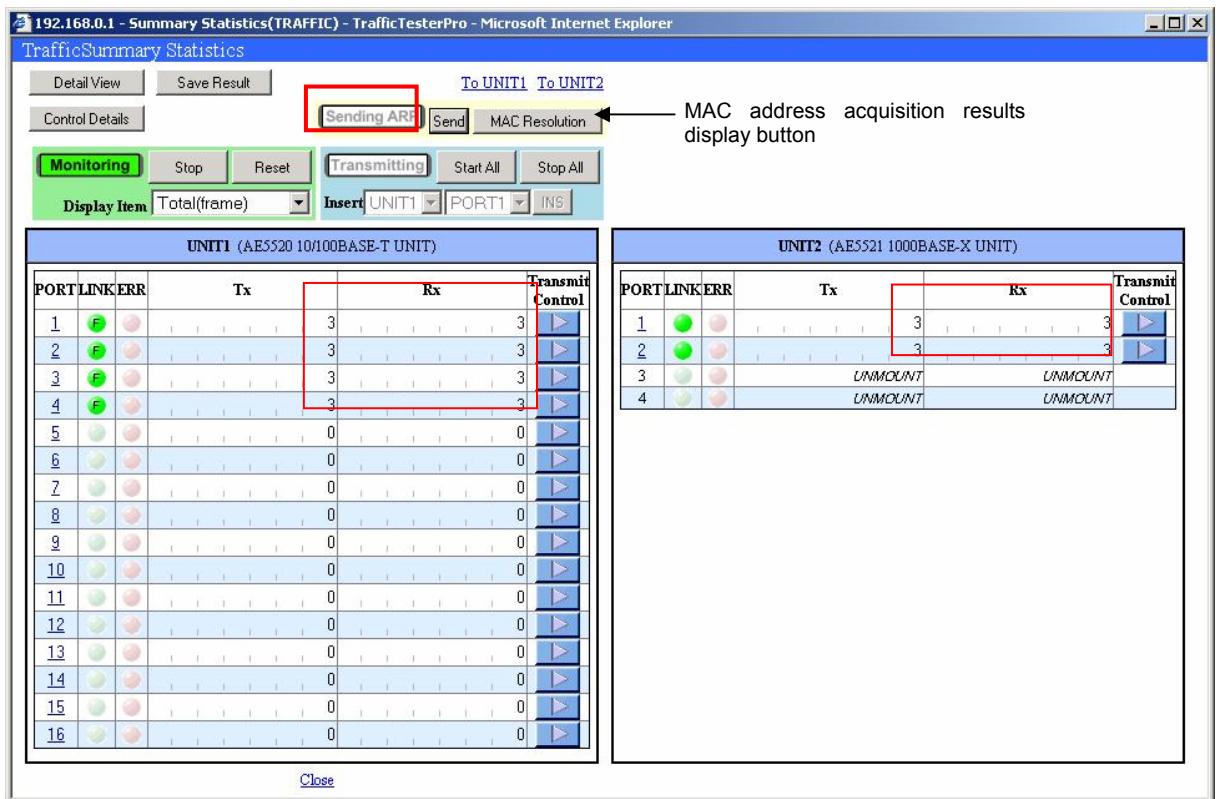 192.168.0.1 - Summary Statistics(TRAFFIC) - TrafficTesterPro - Microsoft Internet Explorer
TrafficSummary Statistics
Detail View Save Result To UNIT1 To UNIT2
Control Details Sending ARP Send MAC Resolution
MAC address acquisition results
display button
Monitoring Stop Reset Transmitting Start All Stop All
Display Item Total(frame) Insert UNIT1 PORT1 INS
UNIT1 (AE5520 10/100BASE-T UNIT)
PORT LINK ERR Tx Rx Transmit Control
1 F 3 3
2 F 3 3
3 F 3 3
4 F 3 3
5 0 0
6 0 0
7 0 0
8 0 0
9 0 0
10 0 0
11 0 0
12 0 0
13 0 0
14 0 0
15 0 0
16 0 0
UNIT2 (AE5521 1000BASE-X UNIT)
PORT LINK ERR Tx Rx Transmit Control
1 3 3
2 3 3
3 UNMOUNT UNMOUNT
4 UNMOUNT UNMOUNT
Close